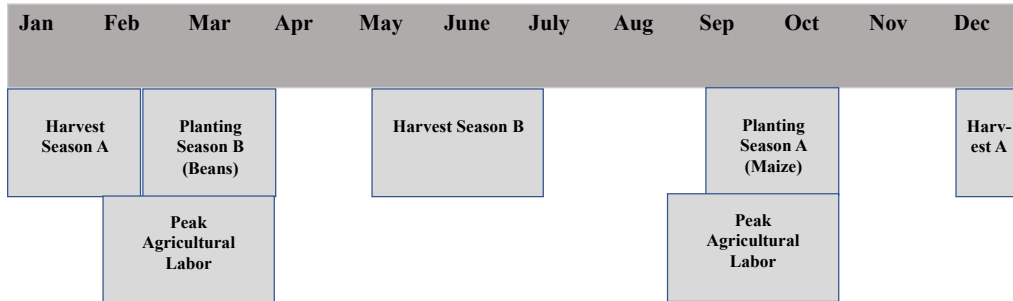 Jan Feb Mar Apr May June July Aug Sep Oct Nov Dec
Harvest
Season A
Planting
Season B
(Beans)
Harvest Season B
Planting
Season A
(Maize)
Harv-
est A
Peak
Agricultural
Labor
Peak
Agricultural
Labor